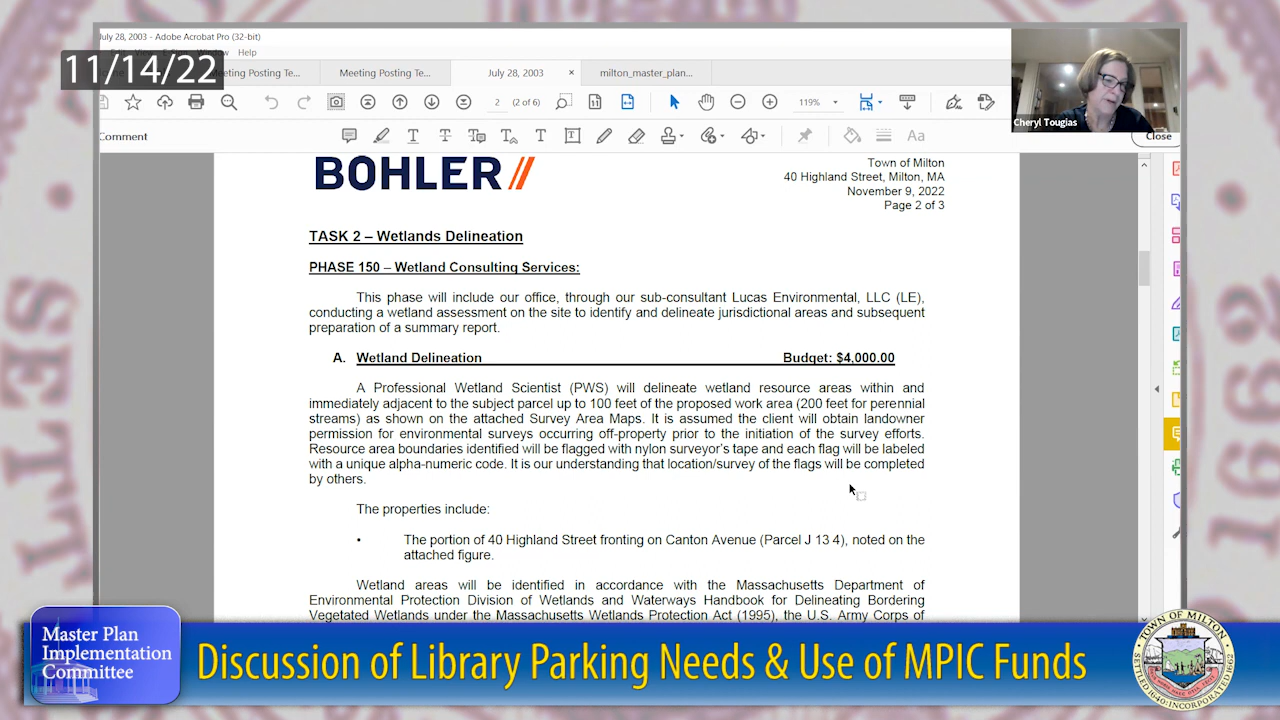 July 28, 2003 - Adobe Acrobat Pro (32-bit)
Help
11/14/22
Meeting Posting Te...
Meeting Posting Te...
July 28, 2003
×
milton_master_plan...
2 (2 of 6)
119%
Cheryl Tougias
Comment
Close
BOHLER //
Town of Milton
40 Highland Street, Milton, MA
November 9, 2022
Page 2 of 3
TASK 2 – Wetlands Delineation
PHASE 150 – Wetland Consulting Services:
This phase will include our office, through our sub-consultant Lucas Environmental, LLC (LE),
conducting a wetland assessment on the site to identify and delineate jurisdictional areas and subsequent
preparation of a summary report.
A. Wetland Delineation Budget: $4,000.00
A Professional Wetland Scientist (PWS) will delineate wetland resource areas within and
immediately adjacent to the subject parcel up to 100 feet of the proposed work area (200 feet for perennial
streams) as shown on the attached Survey Area Maps. It is assumed the client will obtain landowner
permission for environmental surveys occurring off-property prior to the initiation of the survey efforts.
Resource area boundaries identified will be flagged with nylon surveyor's tape and each flag will be labeled
with a unique alpha-numeric code. It is our understanding that location/survey of the flags will be completed
by others.
The properties include:
• The portion of 40 Highland Street fronting on Canton Avenue (Parcel J 13 4), noted on the
attached figure.
Wetland areas will be identified in accordance with the Massachusetts Department of
Environmental Protection Division of Wetlands and Waterways Handbook for Delineating Bordering
Vegetated Wetlands under the Massachusetts Wetlands Protection Act (1995), the U.S. Army Corps of
Master Plan
Implementation
Committee
Discussion of Library Parking Needs & Use of MPIC Funds
TOWN OF MILTON